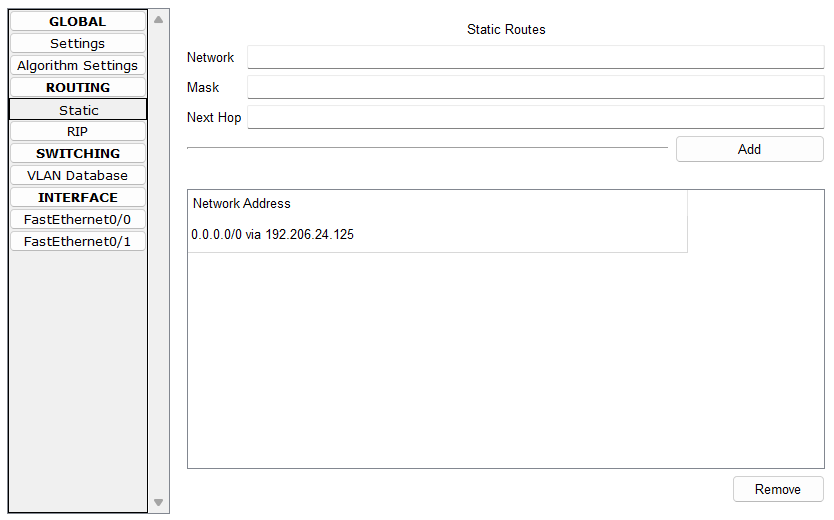 GLOBAL
Settings
Algorithm Settings
ROUTING
Static
RIP
SWITCHING
VLAN Database
INTERFACE
FastEthernet0/0
FastEthernet0/1
Static Routes
Network
Mask
Next Hop
Add
Network Address
0.0.0.0/0 via 192.206.24.125
Remove